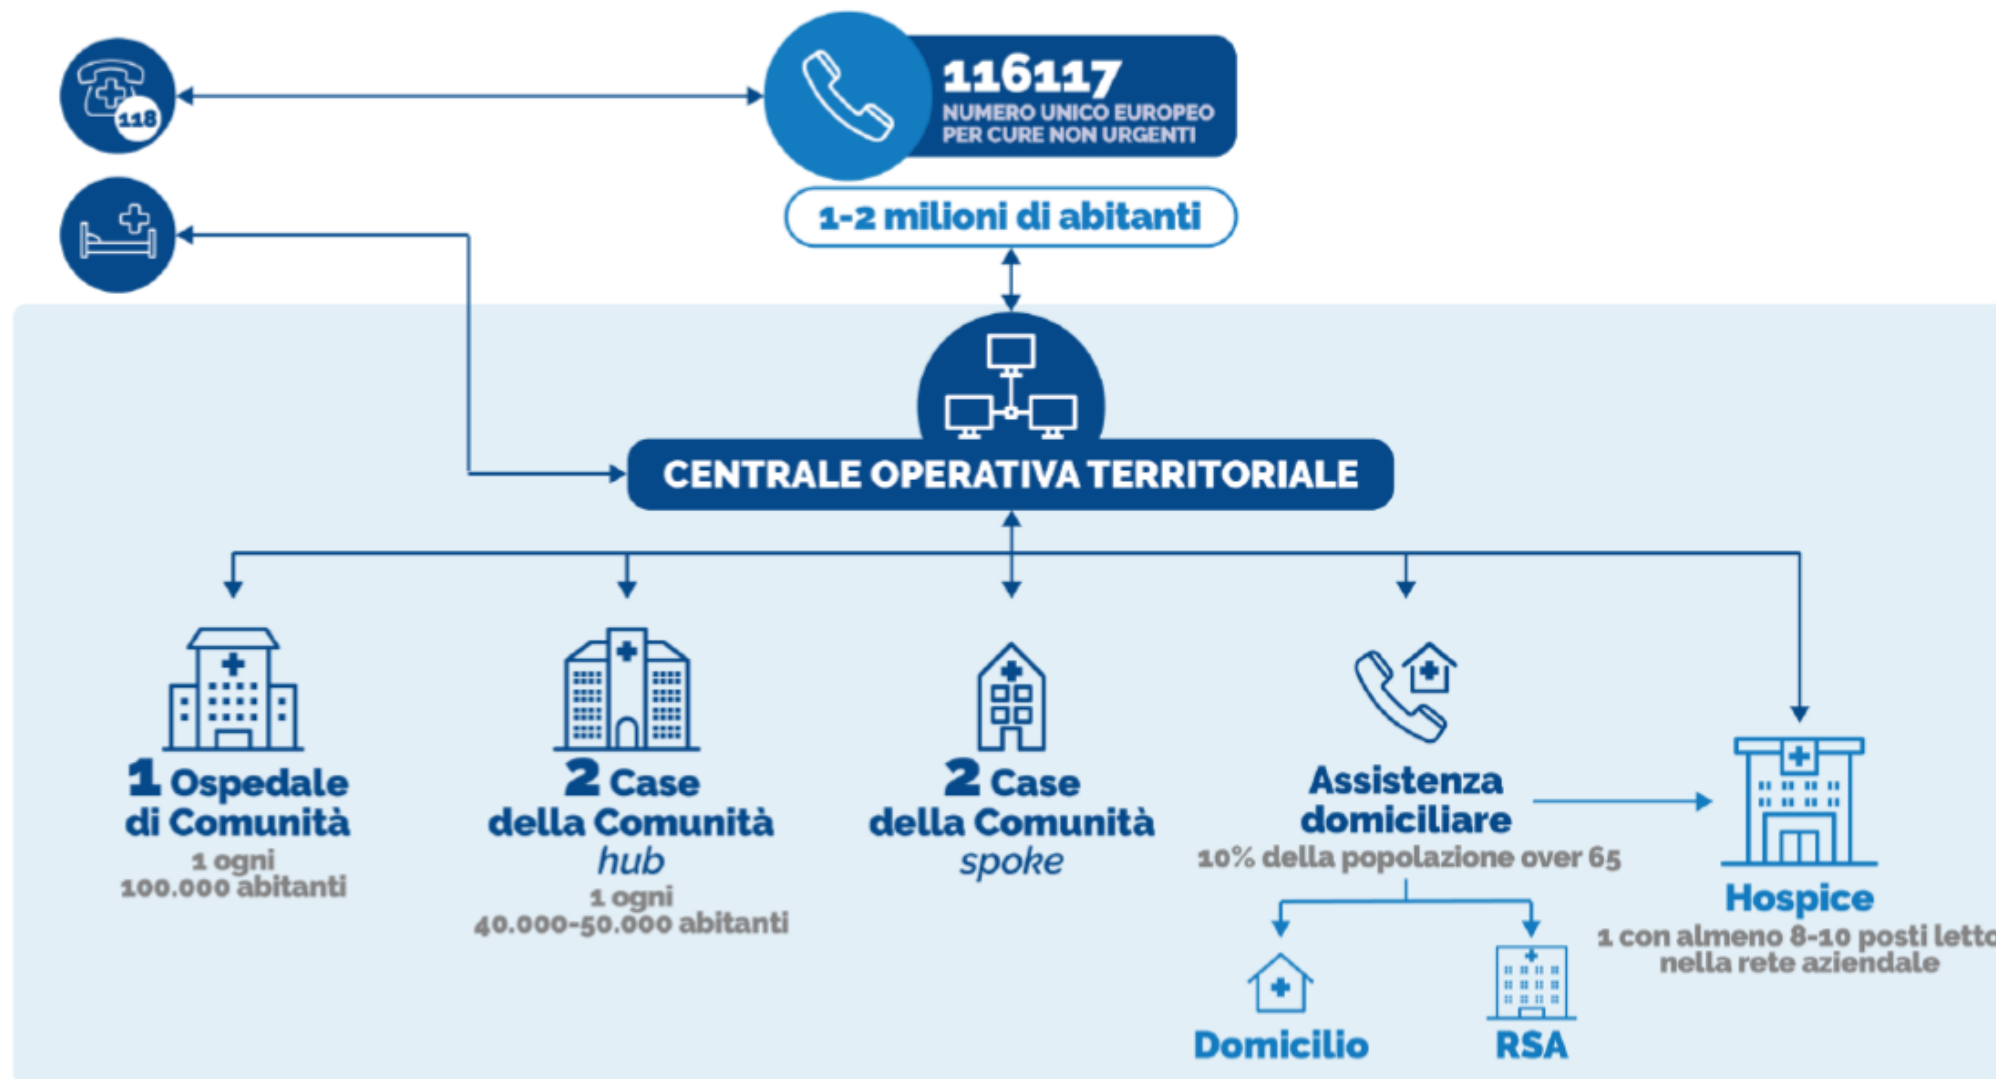 118
116117
NUMERO UNICO EUROPEO
PER CURE NON URGENTI
1-2 milioni di abitanti
CENTRALE OPERATIVA TERRITORIALE
1 Ospedale
di Comunità
1 ogni
100.000 abitanti
2 Case
della Comunità
hub
1 ogni
40.000-50.000 abitanti
2 Case
della Comunità
spoke
Assistenza
domiciliare
10% della popolazione over 65
Domicilio
RSA
Hospice
1 con almeno 8-10 posti letto
nella rete aziendale